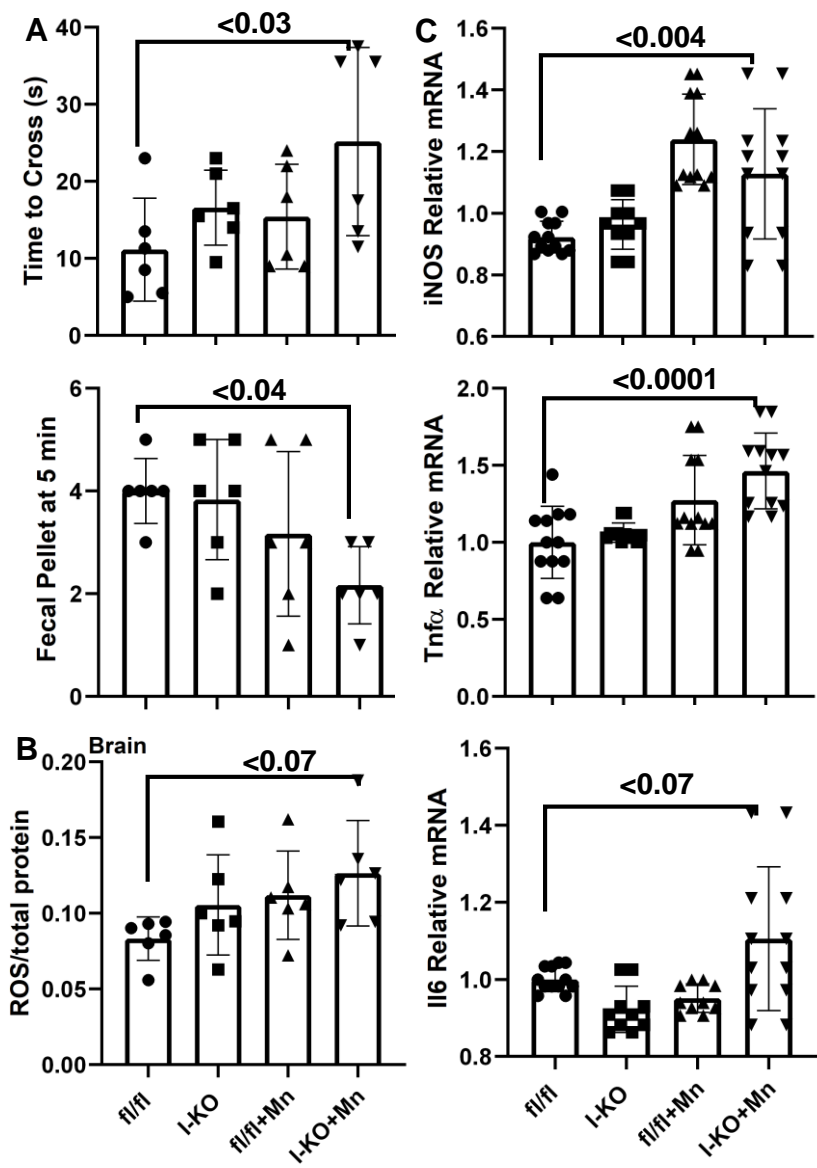 A
<0.03
40
30
20
10
0
Time to Cross (s)
<0.04
6
4
2
0
Fecal Pellet at 5 min
B
Brain
<0.07
0.20
0.15
0.10
0.05
0.00
ROS/total protein
fl/fl
I-KO
fl/fl+Mn
I-KO+Mn
C
<0.004
1.6
1.4
1.2
1.0
0.8
0.6
iNOS Relative mRNA
<0.0001
2.0
1.5
1.0
0.5
0.0
Tnfα Relative mRNA
<0.07
1.6
1.4
1.2
1.0
0.8
Il6 Relative mRNA
fl/fl
I-KO
fl/fl+Mn
I-KO+Mn